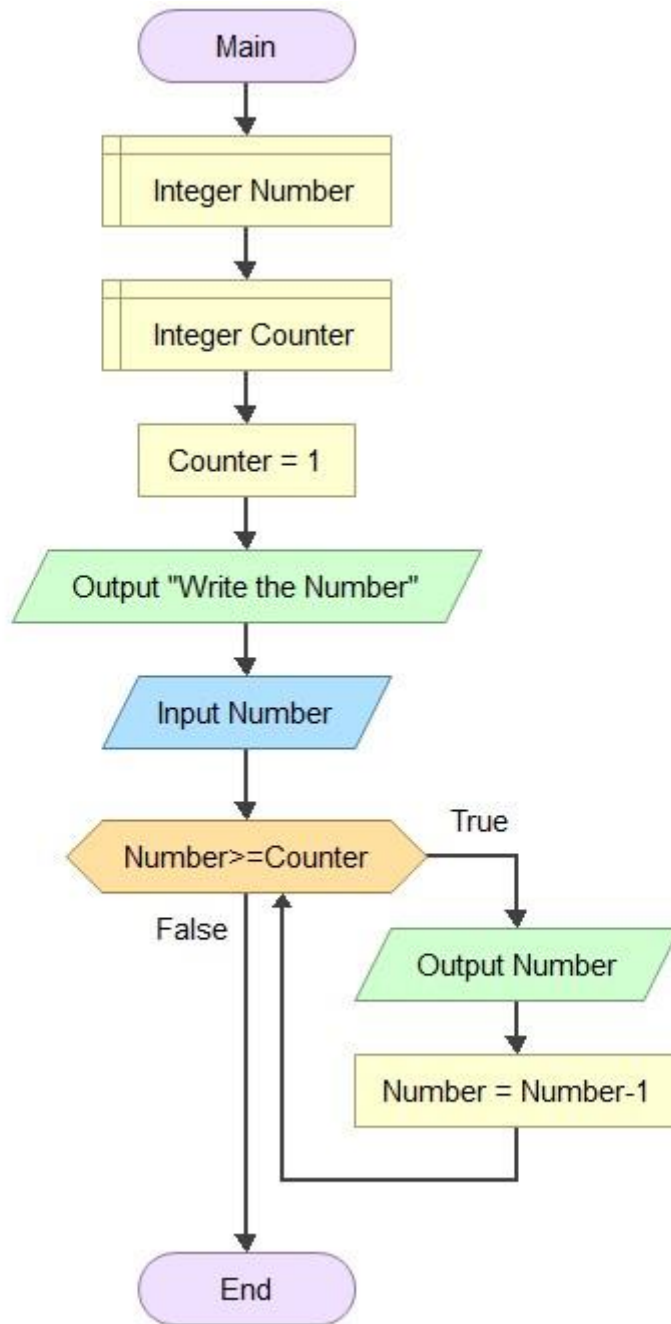 Main
Integer Number
Integer Counter
Counter = 1
Output "Write the Number"
Input Number
Number>=Counter
True
False
Output Number
Number = Number-1
End